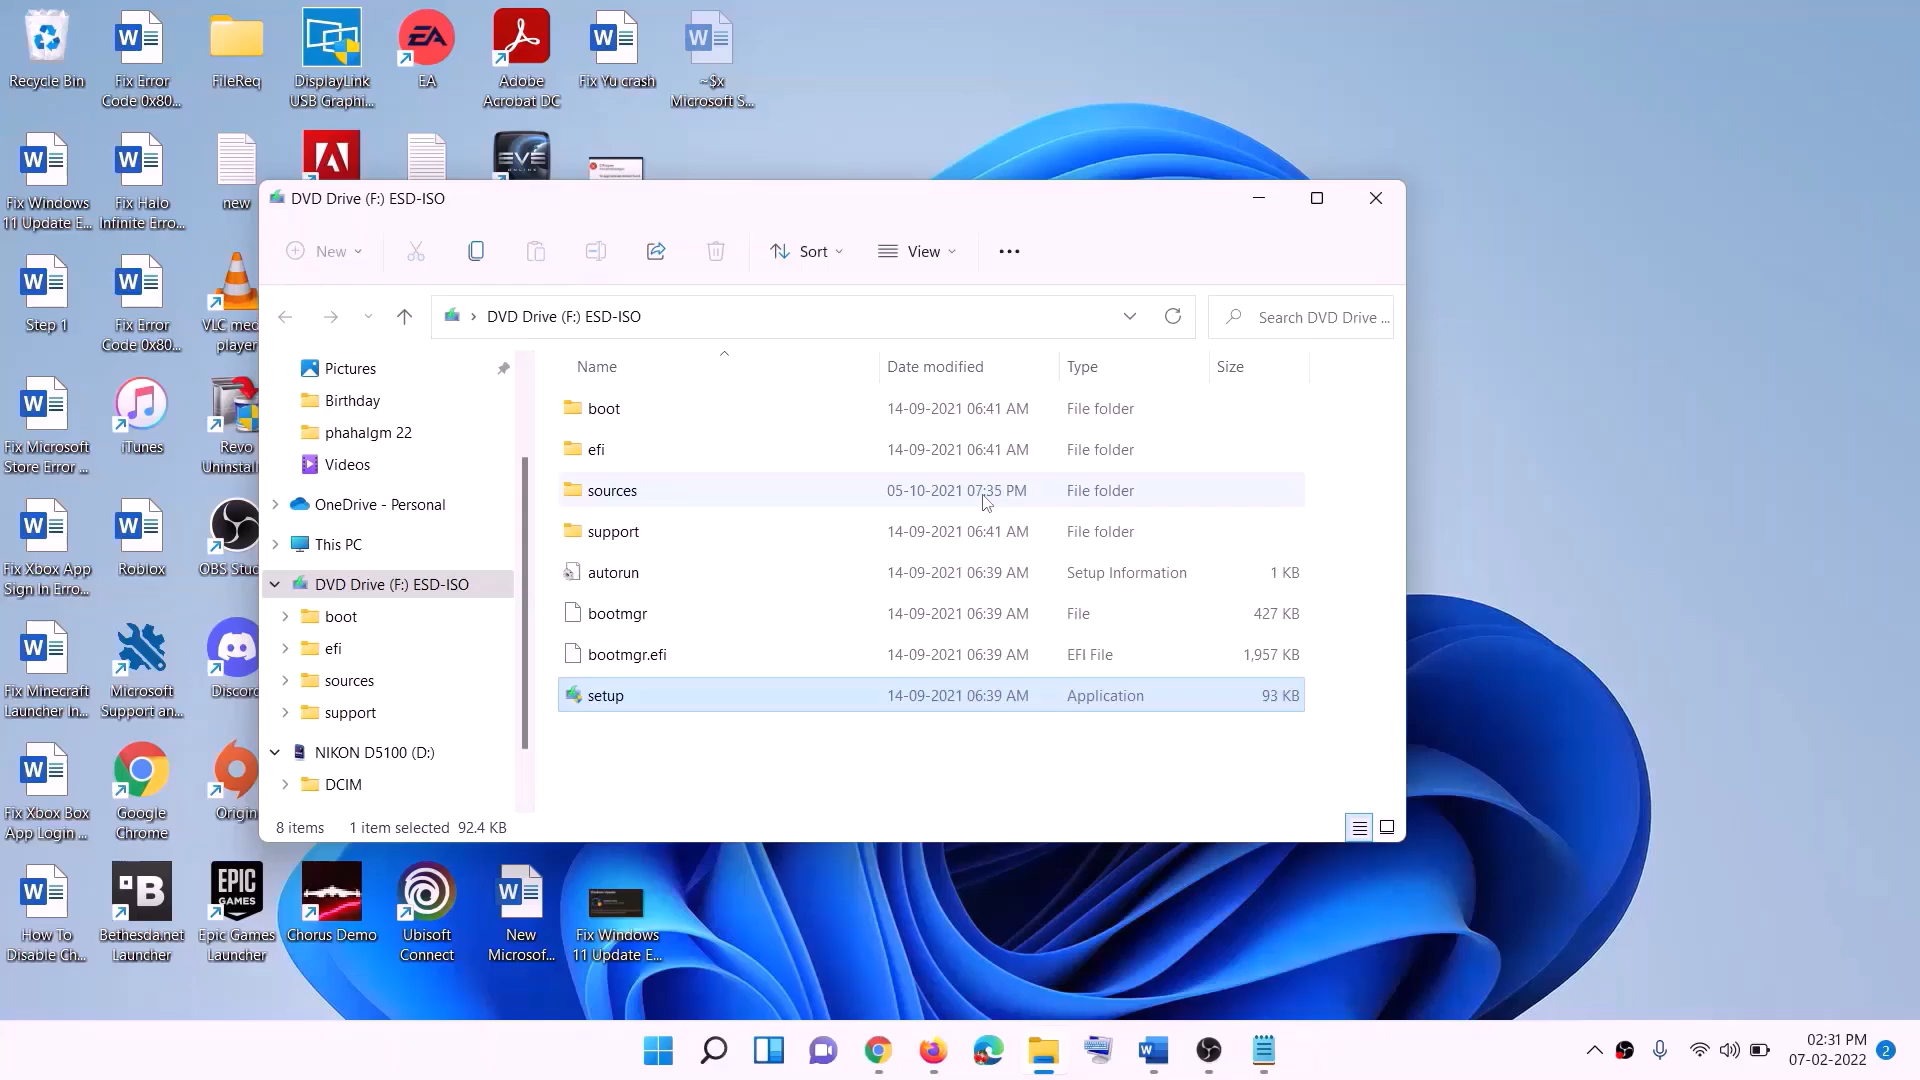 Recycle Bin
Fix Error
Code 0x80...
FileReq
DisplayLink
USB Graphi...
EA
EA
Adobe
Acrobat DC
Fix Yu crash
~$x
Microsoft S...
Fix Windows
11 Update E...
Fix Halo
Infinite Erro...
new
EVE
ONLINE
Step 1
Fix Error
Code 0x80...
VLC med
player
Fix Microsoft
Store Error ...
iTunes
Revo
Uninstall
Fix Xbox App
Sign In Erro...
Roblox
OBS Stud
Fix Minecraft
Launcher In...
Microsoft
Support an...
Discord
Fix Xbox Box
App Login ...
Google
Chrome
Origin
How To
Disable Ch...
Bethesda.net
Launcher
EPIC
GAMES
Epic Games
Launcher
Chorus Demo
Ubisoft
Connect
New
Microsof...
Fix Windows
11 Update E...
DVD Drive (F:) ESD-ISO
New
Sort
View
DVD Drive (F:) ESD-ISO
Search DVD Drive ...
Pictures
Birthday
phahalgm 22
Videos
OneDrive - Personal
This PC
DVD Drive (F:) ESD-ISO
boot
efi
sources
support
NIKON D5100 (D:)
DCIM
Name Date modified Type Size
boot 14-09-2021 06:41 AM File folder
efi 14-09-2021 06:41 AM File folder
sources 05-10-2021 07:35 PM File folder
support 14-09-2021 06:41 AM File folder
autorun 14-09-2021 06:39 AM Setup Information 1 KB
bootmgr 14-09-2021 06:39 AM File 427 KB
bootmgr.efi 14-09-2021 06:39 AM EFI File 1,957 KB
setup 14-09-2021 06:39 AM Application 93 KB
8 items 1 item selected 92.4 KB
02:31 PM
07-02-2022
2